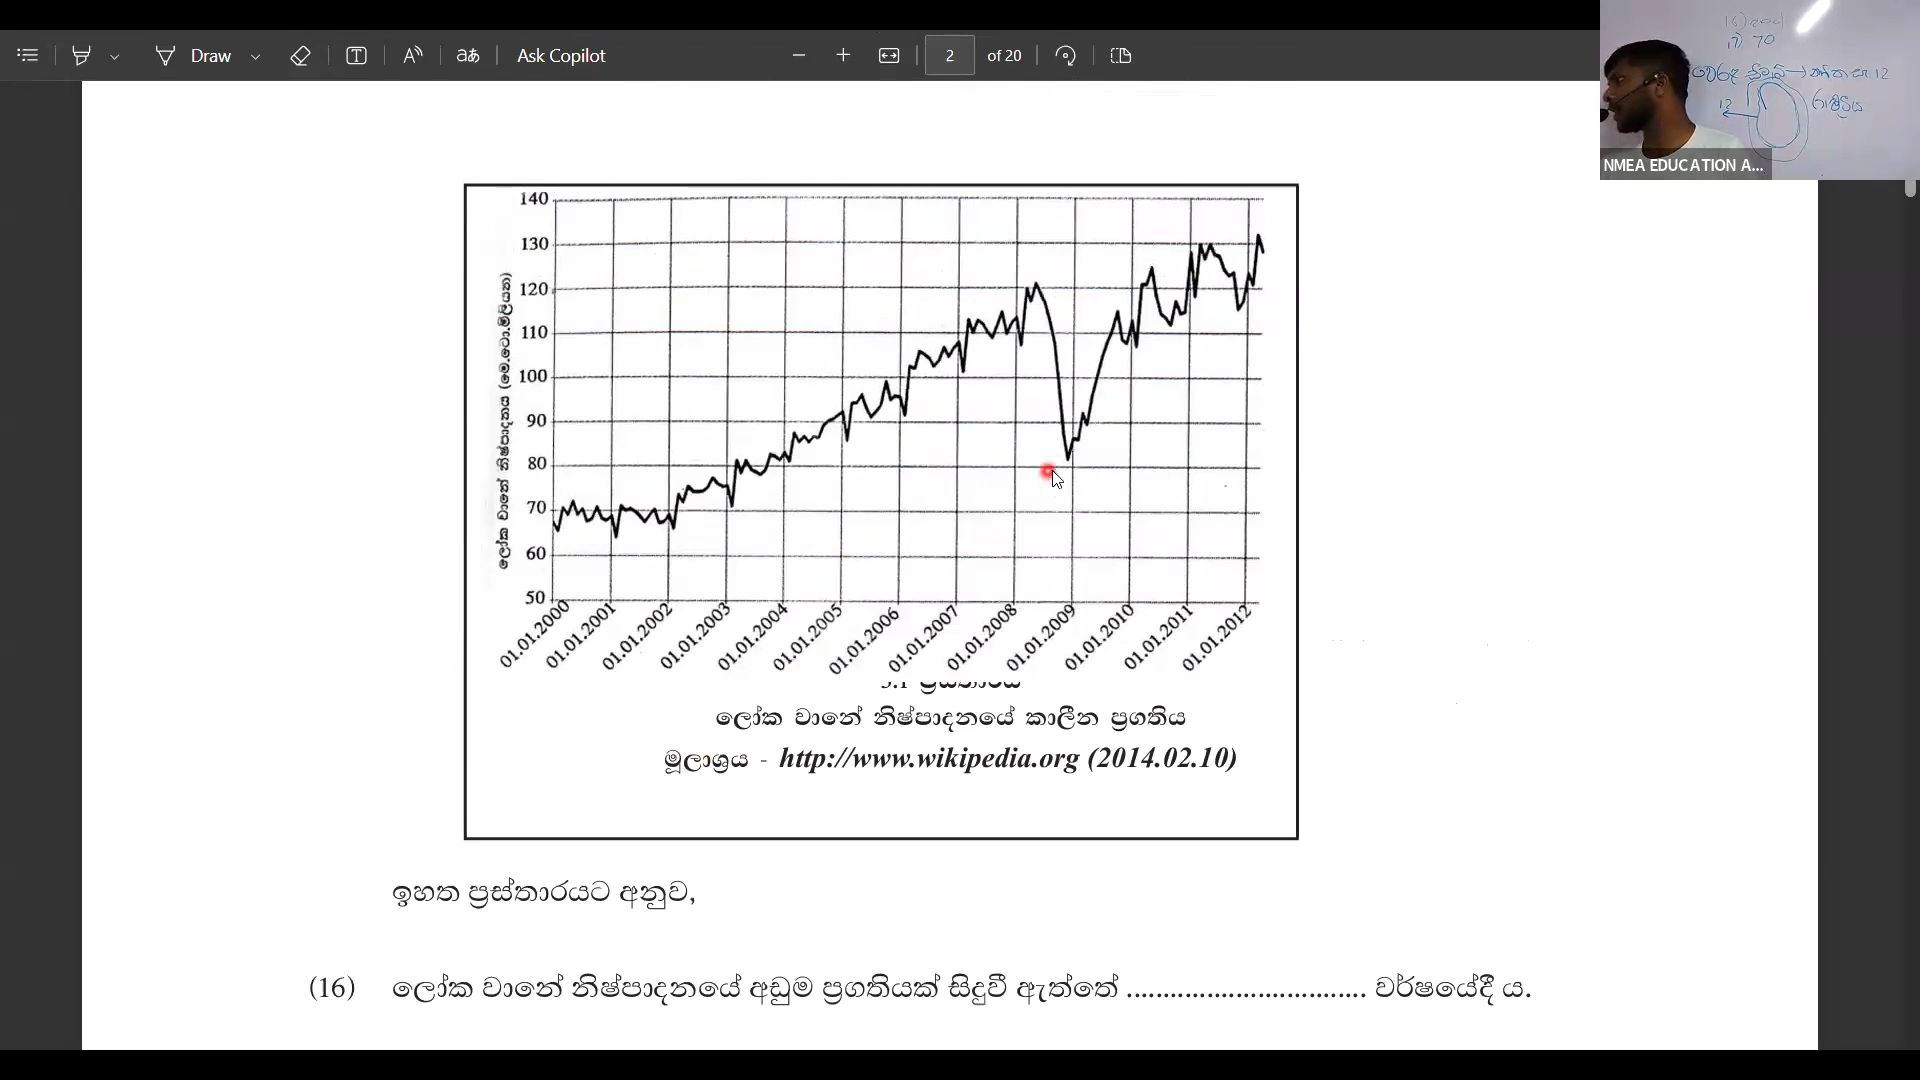 Draw
Ask Copilot
2 of 20
NMEA EDUCATION A...
12
140
130
120
110
100
90
80
70
60
50
ලෝක වානේ නිෂ්පාදනය (මෙ.ටො.මිලියන)
01.01.2000
01.01.2001
01.01.2002
01.01.2003
01.01.2004
01.01.2005
01.01.2006
01.01.2007
01.01.2008
01.01.2009
01.01.2010
01.01.2011
01.01.2012
ලෝක වානේ නිෂ්පාදනයේ කාලීන ප්‍රගතිය
මූලාශ්‍රය - http://www.wikipedia.org (2014.02.10)
ඉහත ප්‍රස්තාරයට අනුව,
(16) ලෝක වානේ නිෂ්පාදනයේ අඩුම ප්‍රගතියක් සිදුවී ඇත්තේ ................................ වර්ෂයේදී ය.